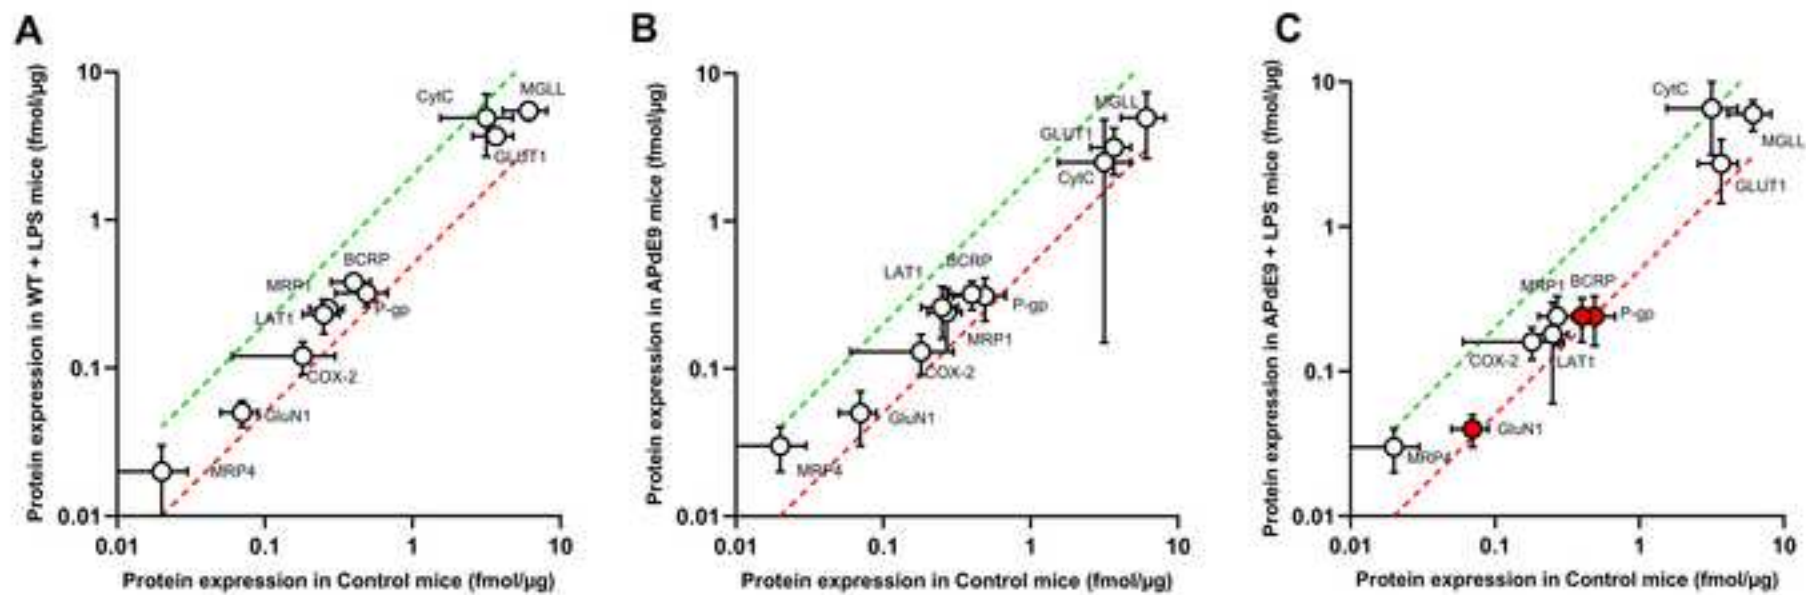 A
Protein expression in WT + LPS mice (fmol/µg)
10
1
0.1
0.01
CytC
MGLL
GLUT1
BCRP
MRP1
P-gp
LAT1
COX-2
GluN1
MRP4
0.01
0.1
1
10
Protein expression in Control mice (fmol/µg)
B
Protein expression in APdE9 mice (fmol/µg)
10
1
0.1
0.01
MGLL
GLUT1
CytC
LAT1
BCRP
P-gp
MRP1
COX-2
GluN1
MRP4
0.01
0.1
1
10
Protein expression in Control mice (fmol/µg)
C
Protein expression in APdE9 + LPS mice (fmol/µg)
10
1
0.1
0.01
CytC
MGLL
GLUT1
MRP1
BCRP
P-gp
COX-2
LAT1
GluN1
MRP4
0.01
0.1
1
10
Protein expression in Control mice (fmol/µg)